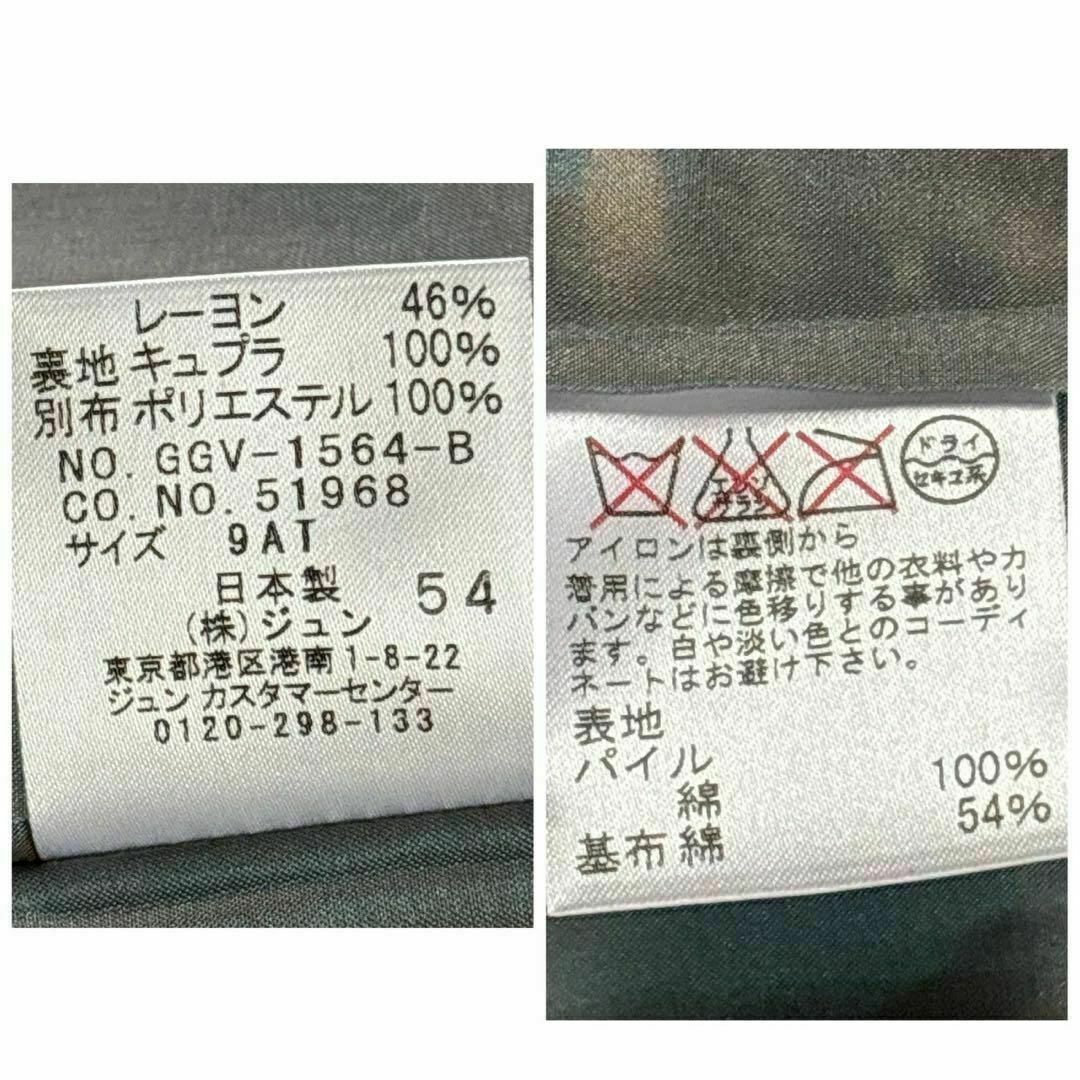 レーヨン 46%
裏地 キュプラ 100%
別布 ポリエステル 100%
NO. GGV-1564-B
CO. NO. 51968
サイズ 9AT
日本製 54
(株)ジュン
東京都港区港南1-8-22
ジュン カスタマーセンター
0120-298-133
エンソ
サラシ
ドライ
セキユ系
アイロンは裏側から
着用による摩擦で他の衣料やカ
バンなどに色移りする事があり
ます。白や淡い色とのコーディ
ネートはお避け下さい。
表地
パイル
綿 100%
基布 綿 54%